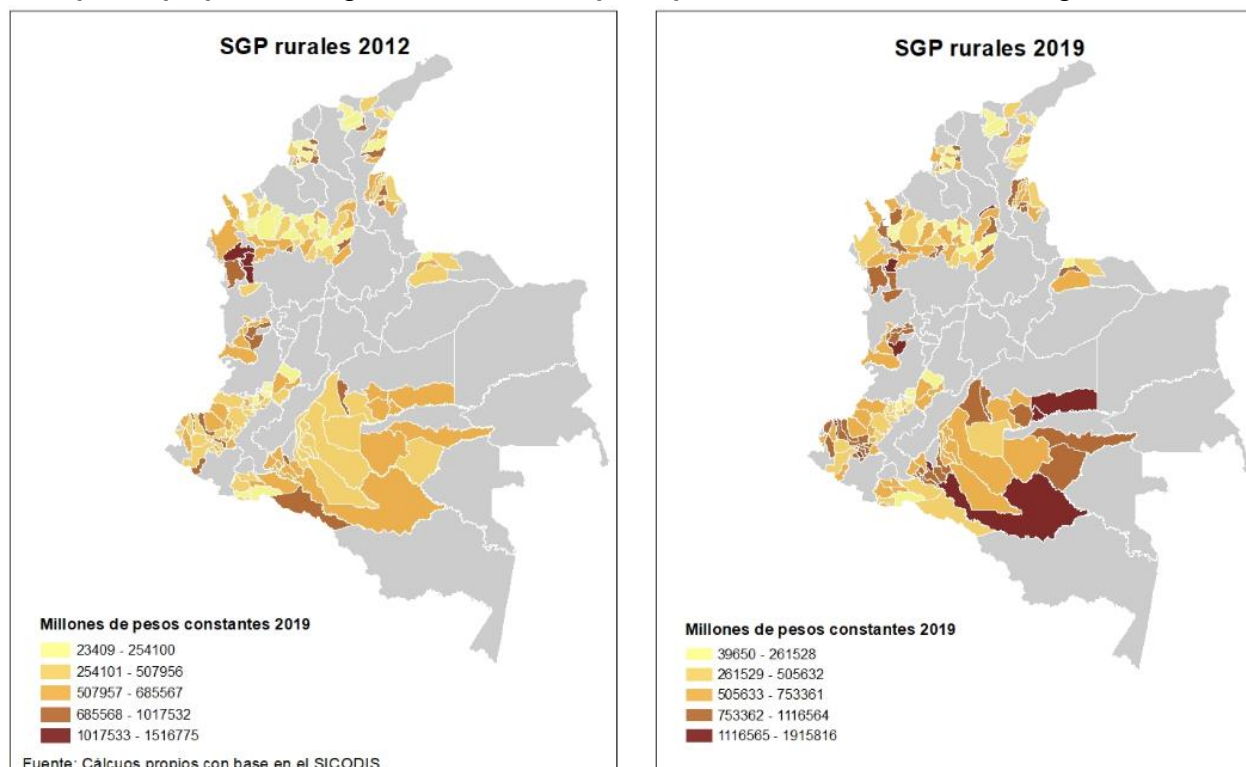 SGP rurales 2012
Millones de pesos constantes 2019
23409 - 254100
254101 - 507956
507957 - 685567
685568 - 1017532
1017533 - 1516775
Fuente: Cálcuos propios con base en el SICODIS
SGP rurales 2019
Millones de pesos constantes 2019
39650 - 261528
261529 - 505632
505633 - 753361
753362 - 1116564
1116565 - 1915816